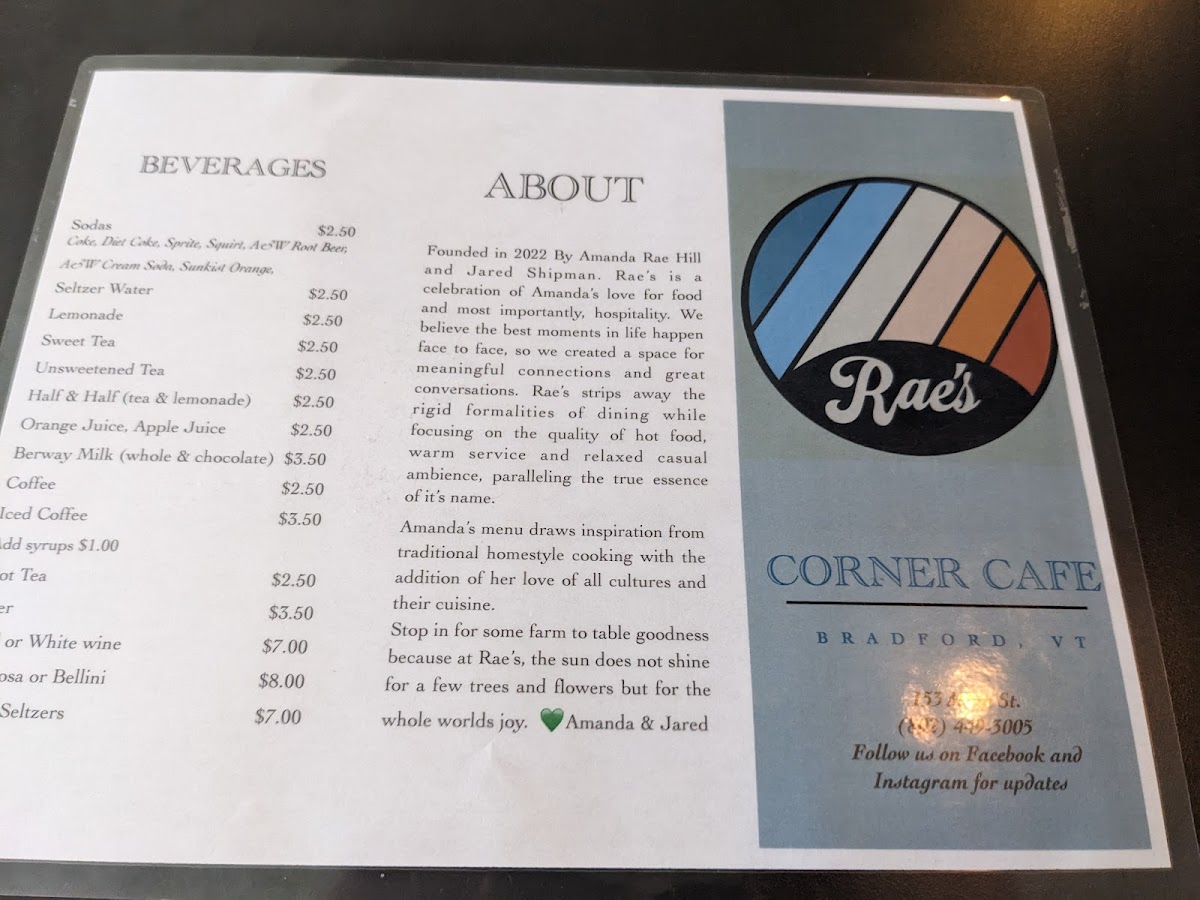 BEVERAGES
Sodas $2.50
Coke, Diet Coke, Sprite, Squirt, A&W Root Beer,
A&W Cream Soda, Sunkist Orange,
Seltzer Water $2.50
Lemonade $2.50
Sweet Tea $2.50
Unsweetened Tea $2.50
Half & Half (tea & lemonade) $2.50
Orange Juice, Apple Juice $2.50
Berway Milk (whole & chocolate) $3.50
Coffee $2.50
Iced Coffee $3.50
Add syrups $1.00
ot Tea $2.50
er $3.50
or White wine $7.00
osa or Bellini $8.00
Seltzers $7.00
ABOUT
Founded in 2022 By Amanda Rae Hill
and Jared Shipman. Rae's is a
celebration of Amanda's love for food
and most importantly, hospitality. We
believe the best moments in life happen
face to face, so we created a space for
meaningful connections and great
conversations. Rae's strips away the
rigid formalities of dining while
focusing on the quality of hot food,
warm service and relaxed casual
ambience, paralleling the true essence
of it's name.
Amanda's menu draws inspiration from
traditional homestyle cooking with the
addition of her love of all cultures and
their cuisine.
Stop in for some farm to table goodness
because at Rae's, the sun does not shine
for a few trees and flowers but for the
whole worlds joy. 💚Amanda & Jared
Rae's
CORNER CAFE
BRADFORD, VT
153 St.
449-3005
Follow us on Facebook and
Instagram for updates